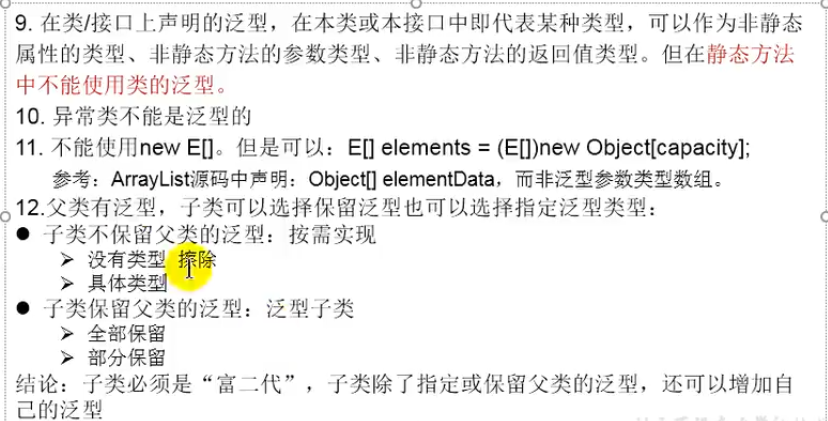 9. 在类/接口上声明的泛型，在本类或本接口中即代表某种类型，可以作为非静态
属性的类型、非静态方法的参数类型、非静态方法的返回值类型。但在静态方法
中不能使用类的泛型。
10. 异常类不能是泛型的
11. 不能使用new E[]。但是可以：E[] elements = (E[])new Object[capacity];
参考：ArrayList源码中声明：Object[] elementData，而非泛型参数类型数组。
12.父类有泛型，子类可以选择保留泛型也可以选择指定泛型类型：
● 子类不保留父类的泛型：按需实现
➢ 没有类型 擦除
➢ 具体类型
● 子类保留父类的泛型：泛型子类
➢ 全部保留
➢ 部分保留
结论：子类必须是“富二代”，子类除了指定或保留父类的泛型，还可以增加自
己的泛型